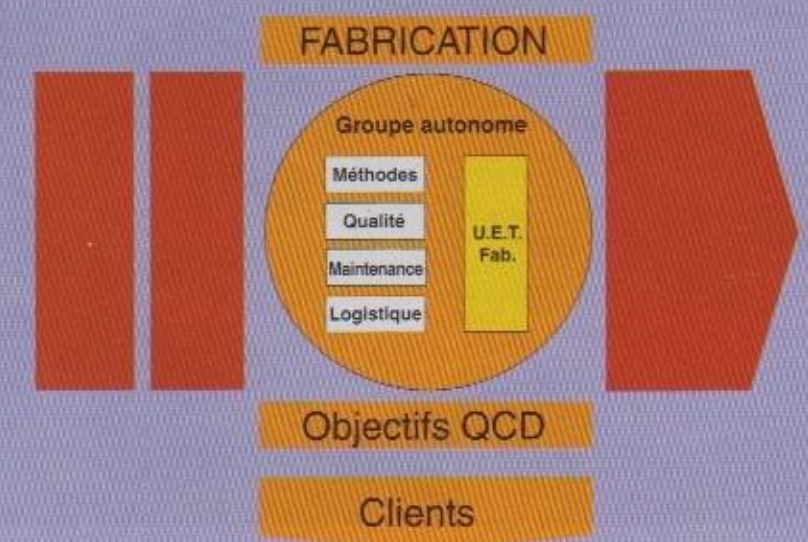 FABRICATION
Groupe autonome
Méthodes
Qualité
Maintenance
Logistique
U.E.T.
Fab.
Objectifs QCD
Clients